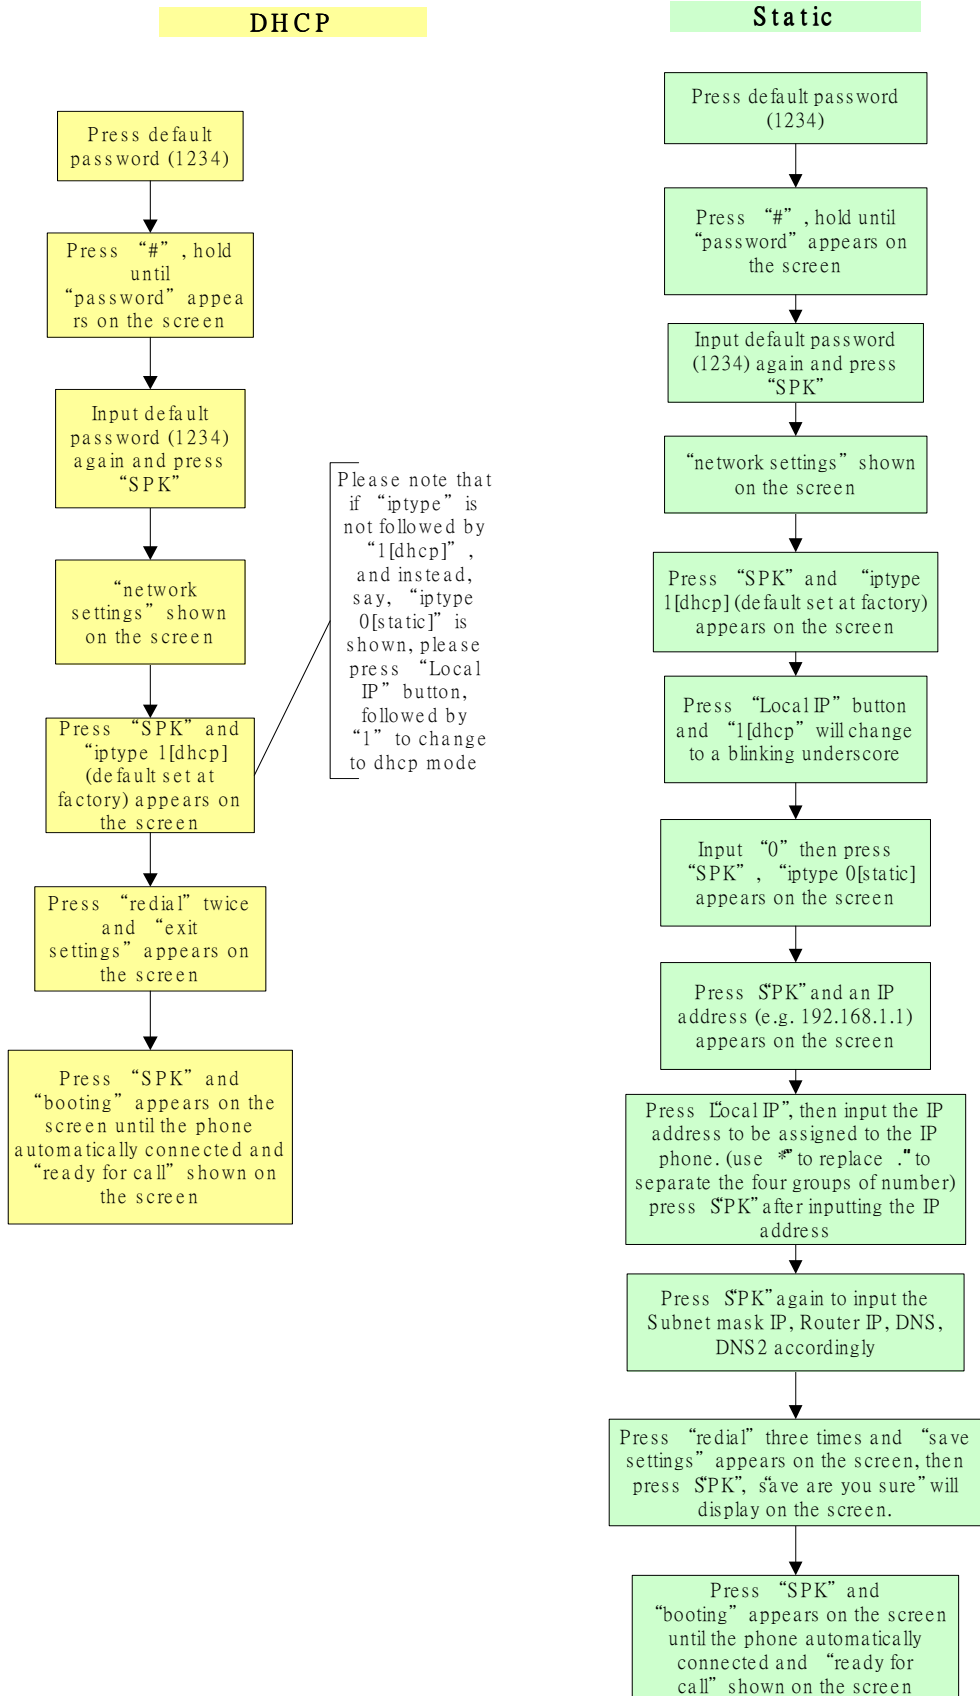 DHCP
Press default
password (1234)
Press “#”, hold
until
“password” appea
rs on the screen
Input default
password (1234)
again and press
“SPK”
“network
settings” shown
on the screen
Press “SPK” and
“iptype 1[dhcp]
(default set at
factory) appears on
the screen
Press “redial” twice
and “exit
settings” appears on
the screen
Press “SPK” and
“booting” appears on the
screen until the phone
automatically connected and
“ready for call” shown on
the screen
Please note that
if “iptype” is
not followed by
“1[dhcp]”,
and instead,
say, “iptype
0[static]” is
shown, please
press “Local
IP” button,
followed by
“1” to change
to dhcp mode
Static
Press default password
(1234)
Press “#”, hold until
“password” appears on
the screen
Input default password
(1234) again and press
“SPK”
“network settings” shown
on the screen
Press “SPK” and “iptype
1[dhcp] (default set at factory)
appears on the screen
Press “Local IP” button
and “1[dhcp” will change
to a blinking underscore
Input “0” then press
“SPK”, “iptype 0[static]
appears on the screen
Press “SPK” and an IP
address (e.g. 192.168.1.1)
appears on the screen
Press “Local IP”, then input the IP
address to be assigned to the IP
phone. (use “*” to replace “.” to
separate the four groups of number)
press “SPK” after inputting the IP
address
Press “SPK” again to input the
Subnet mask IP, Router IP, DNS,
DNS2 accordingly
Press “redial” three times and “save
settings” appears on the screen, then
press “SPK”, “save are you sure” will
display on the screen.
Press “SPK” and
“booting” appears on the screen
until the phone automatically
connected and “ready for
call” shown on the screen